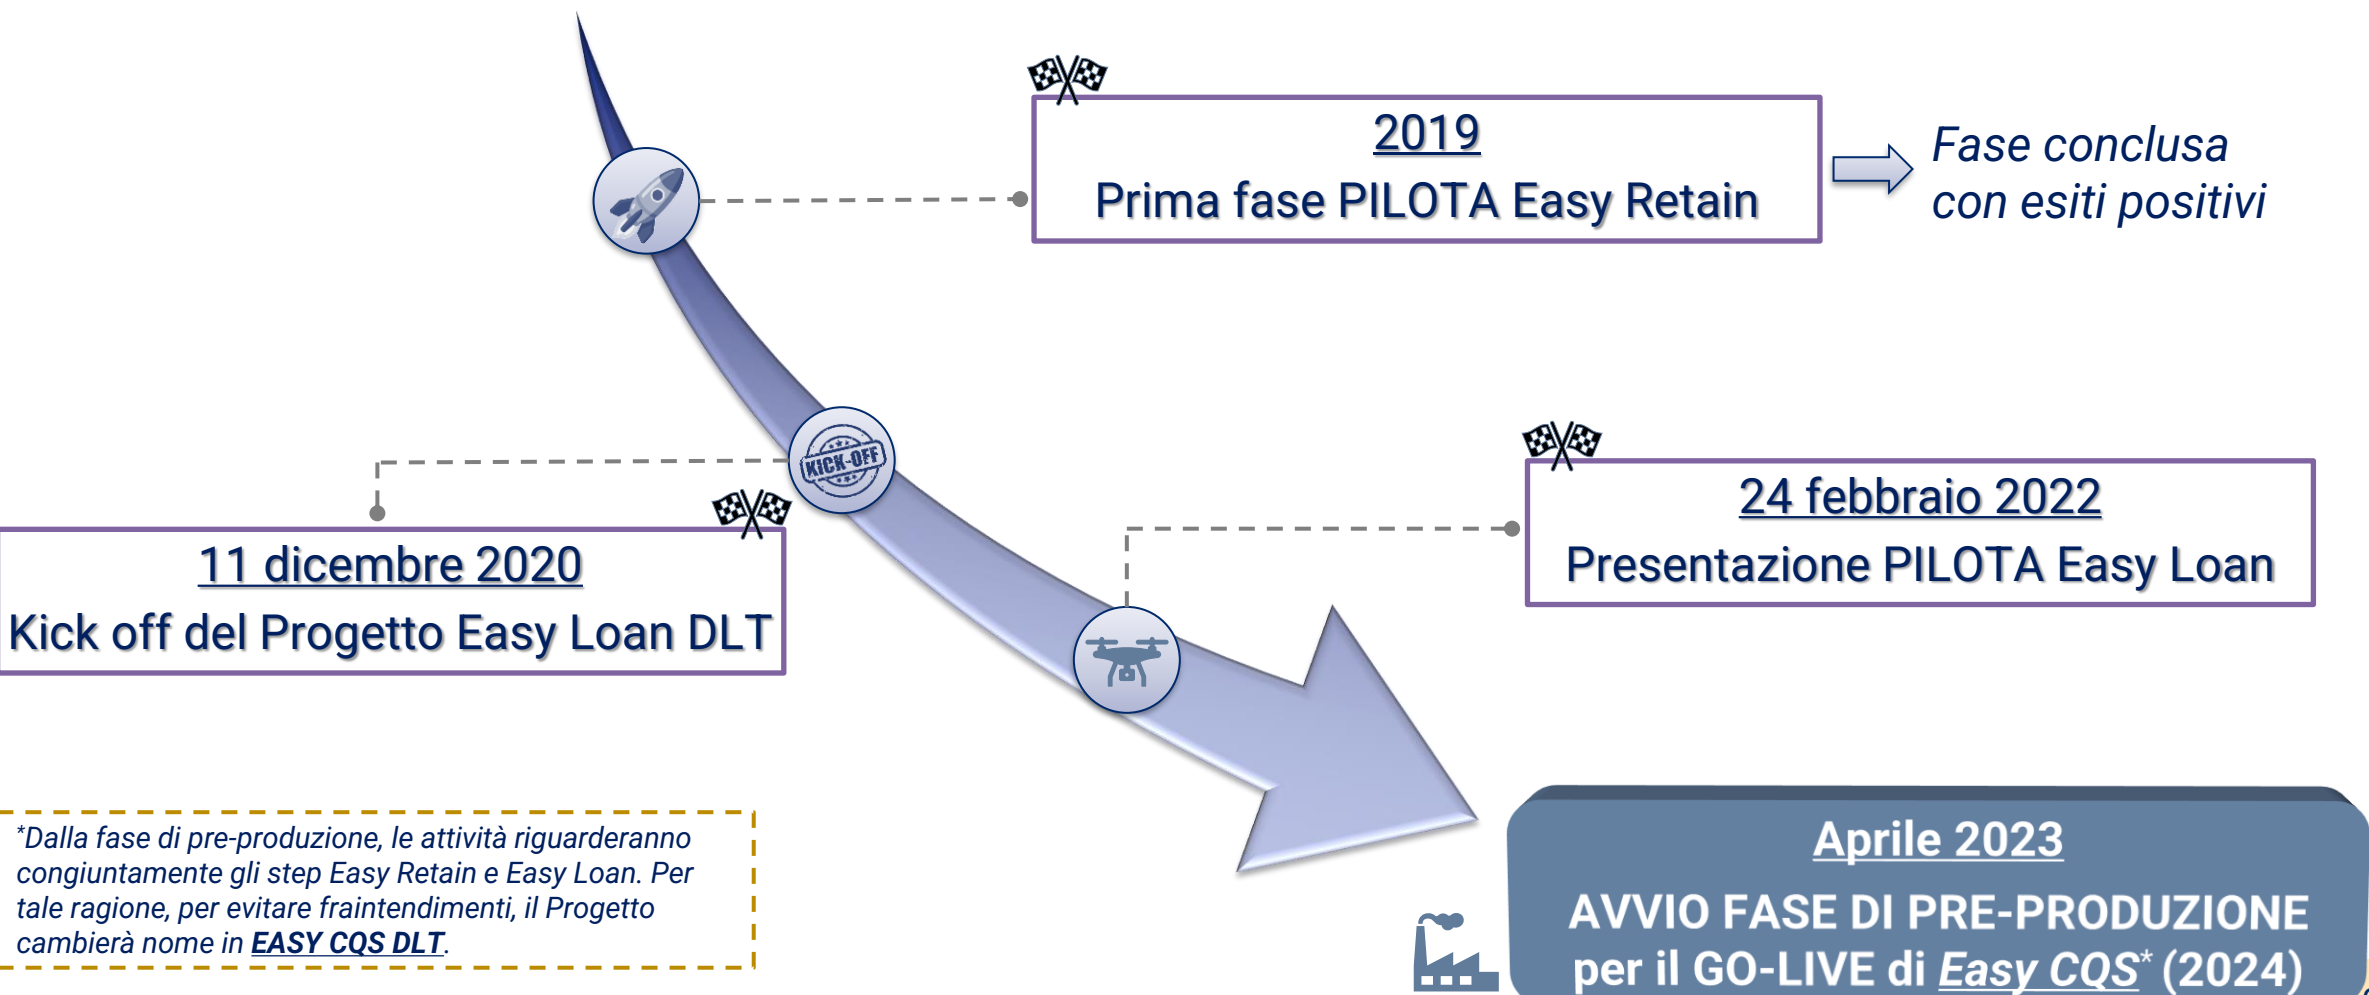 2019
Prima fase PILOTA Easy Retain
Fase conclusa
con esiti positivi
KICK-OFF
11 dicembre 2020
Kick off del Progetto Easy Loan DLT
24 febbraio 2022
Presentazione PILOTA Easy Loan
*Dalla fase di pre-produzione, le attività riguarderanno
congiuntamente gli step Easy Retain e Easy Loan. Per
tale ragione, per evitare fraintendimenti, il Progetto
cambierà nome in EASY CQS DLT.
Aprile 2023
AVVIO FASE DI PRE-PRODUZIONE
per il GO-LIVE di Easy CQS* (2024)